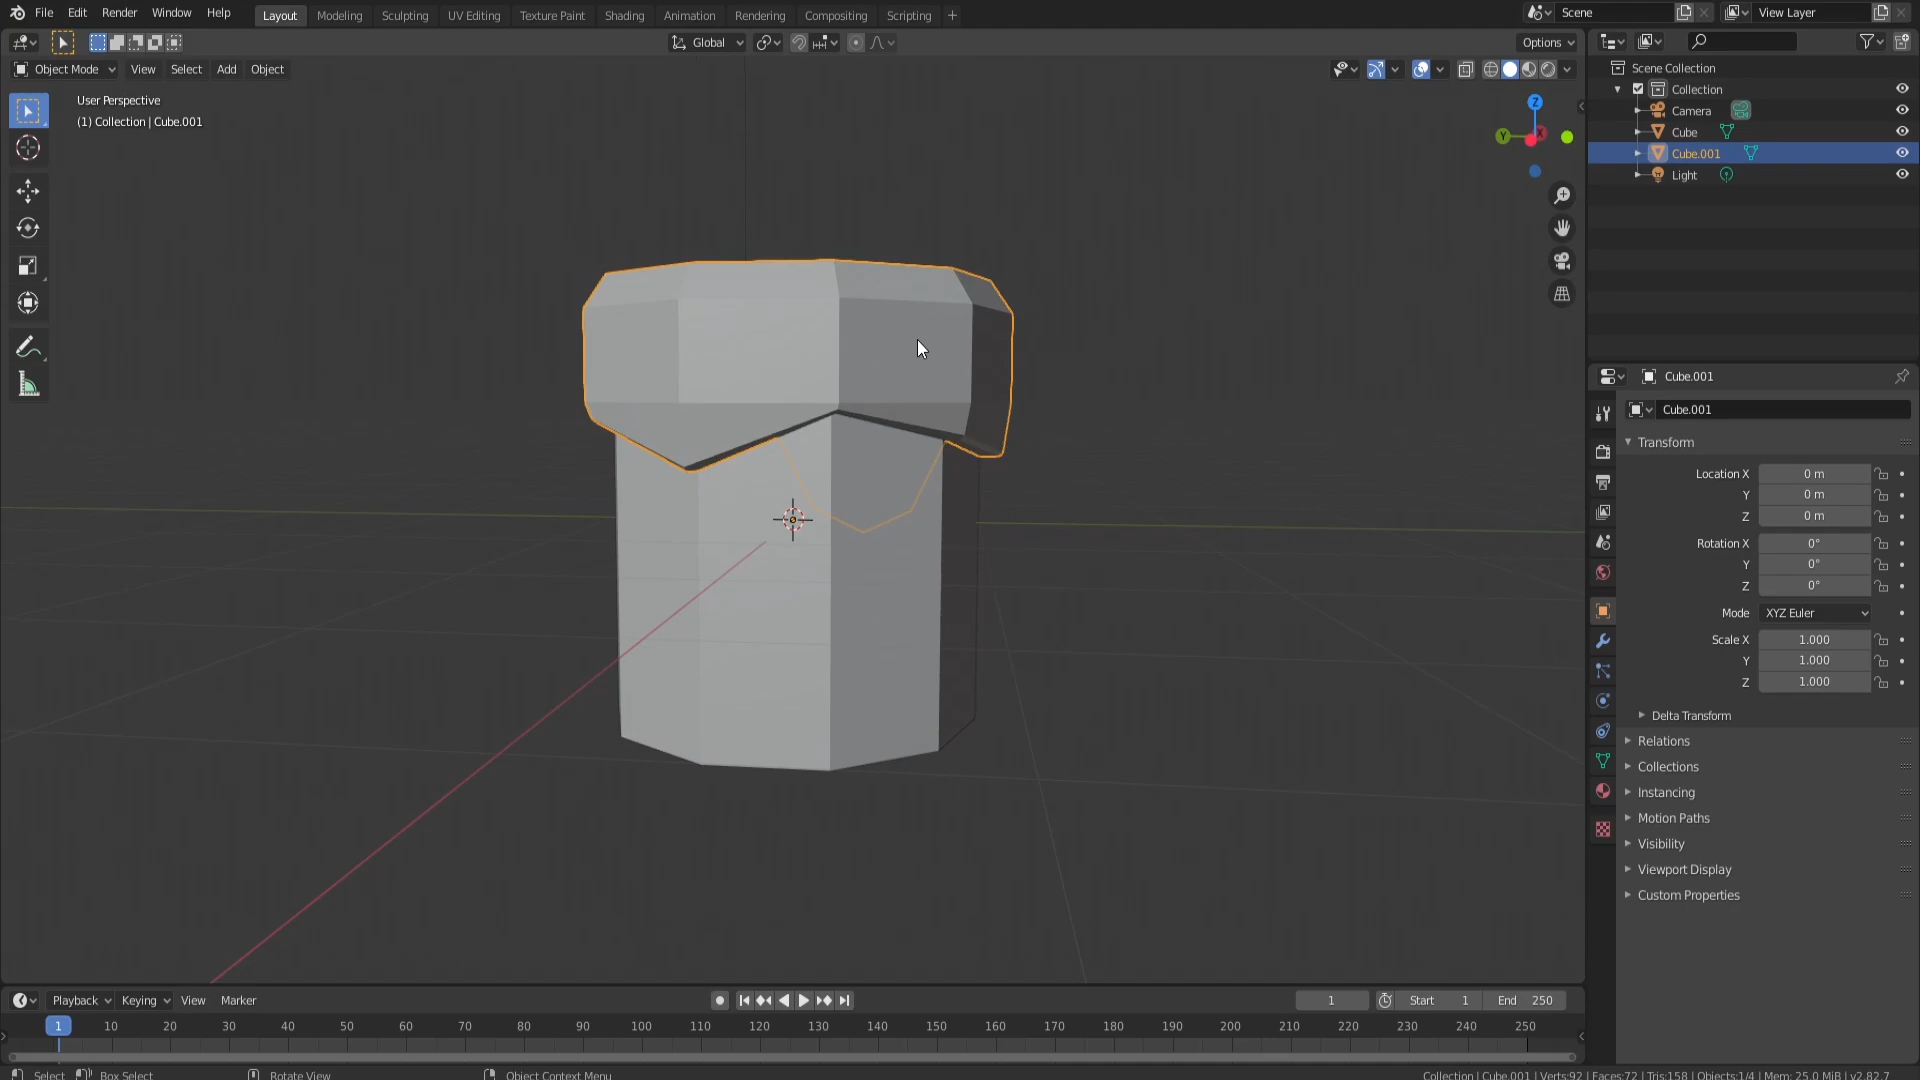 File Edit Render Window Help Layout Modeling Sculpting UV Editing Texture Paint Shading Animation Rendering Compositing Scripting + Scene View Layer
Global Options
Object Mode View Select Add Object
User Perspective
(1) Collection | Cube.001
Z
Y X
Scene Collection
Collection
Camera
Cube
Cube.001
Light
Cube.001
Cube.001
Transform
Location X 0 m
Y 0 m
Z 0 m
Rotation X 0°
Y 0°
Z 0°
Mode XYZ Euler
Scale X 1.000
Y 1.000
Z 1.000
Delta Transform
Relations
Collections
Instancing
Motion Paths
Visibility
Viewport Display
Custom Properties
Playback Keying View Marker 1 Start 1 End 250
1 10 20 30 40 50 60 70 80 90 100 110 120 130 140 150 160 170 180 190 200 210 220 230 240 250
Select Box Select Rotate View Object Context Menu Collection | Cube.001 | Verts:92 | Faces:72 | Tris:158 | Objects:1/4 | Mem: 25.0 MiB | v2.82.7